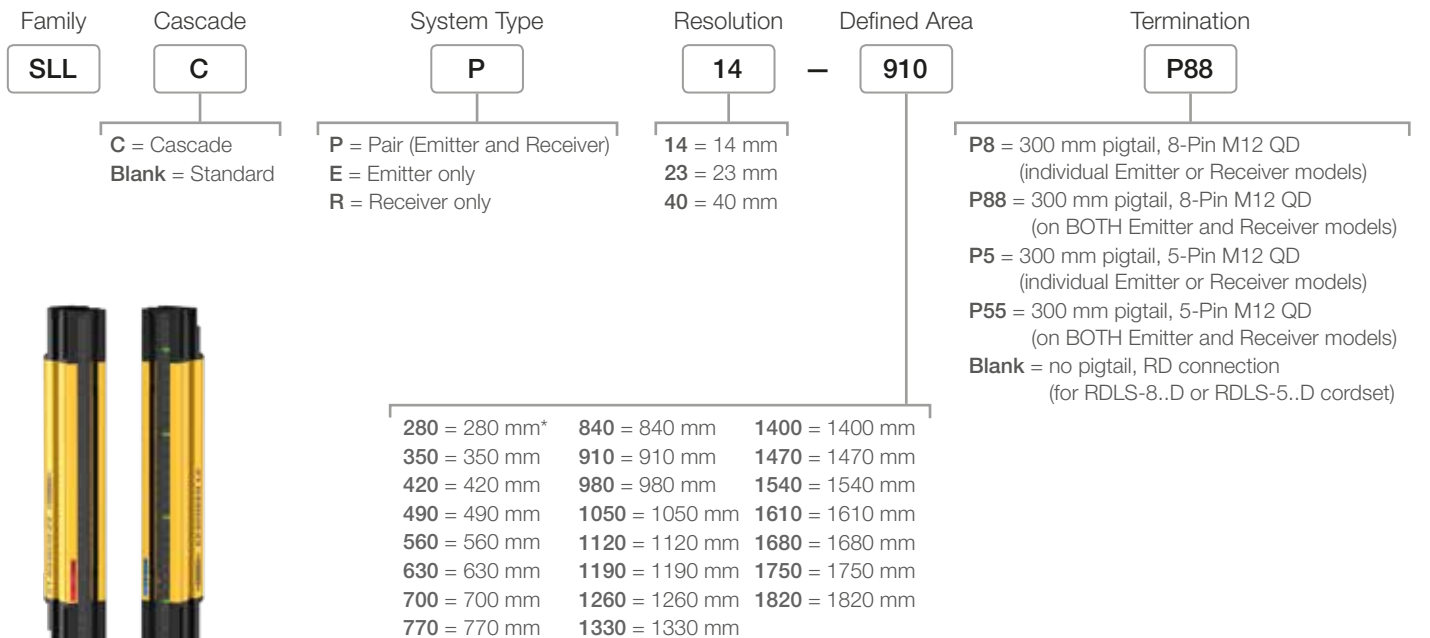 Family Cascade System Type Resolution Defined Area Termination
SLL C P 14 – 910 P88
C = Cascade
Blank = Standard
P = Pair (Emitter and Receiver)
E = Emitter only
R = Receiver only
14 = 14 mm
23 = 23 mm
40 = 40 mm
P8 = 300 mm pigtail, 8-Pin M12 QD
(individual Emitter or Receiver models)
P88 = 300 mm pigtail, 8-Pin M12 QD
(on BOTH Emitter and Receiver models)
P5 = 300 mm pigtail, 5-Pin M12 QD
(individual Emitter or Receiver models)
P55 = 300 mm pigtail, 5-Pin M12 QD
(on BOTH Emitter and Receiver models)
Blank = no pigtail, RD connection
(for RDLS-8..D or RDLS-5..D cordset)
280 = 280 mm* 840 = 840 mm 1400 = 1400 mm
350 = 350 mm 910 = 910 mm 1470 = 1470 mm
420 = 420 mm 980 = 980 mm 1540 = 1540 mm
490 = 490 mm 1050 = 1050 mm 1610 = 1610 mm
560 = 560 mm 1120 = 1120 mm 1680 = 1680 mm
630 = 630 mm 1190 = 1190 mm 1750 = 1750 mm
700 = 700 mm 1260 = 1260 mm 1820 = 1820 mm
770 = 770 mm 1330 = 1330 mm